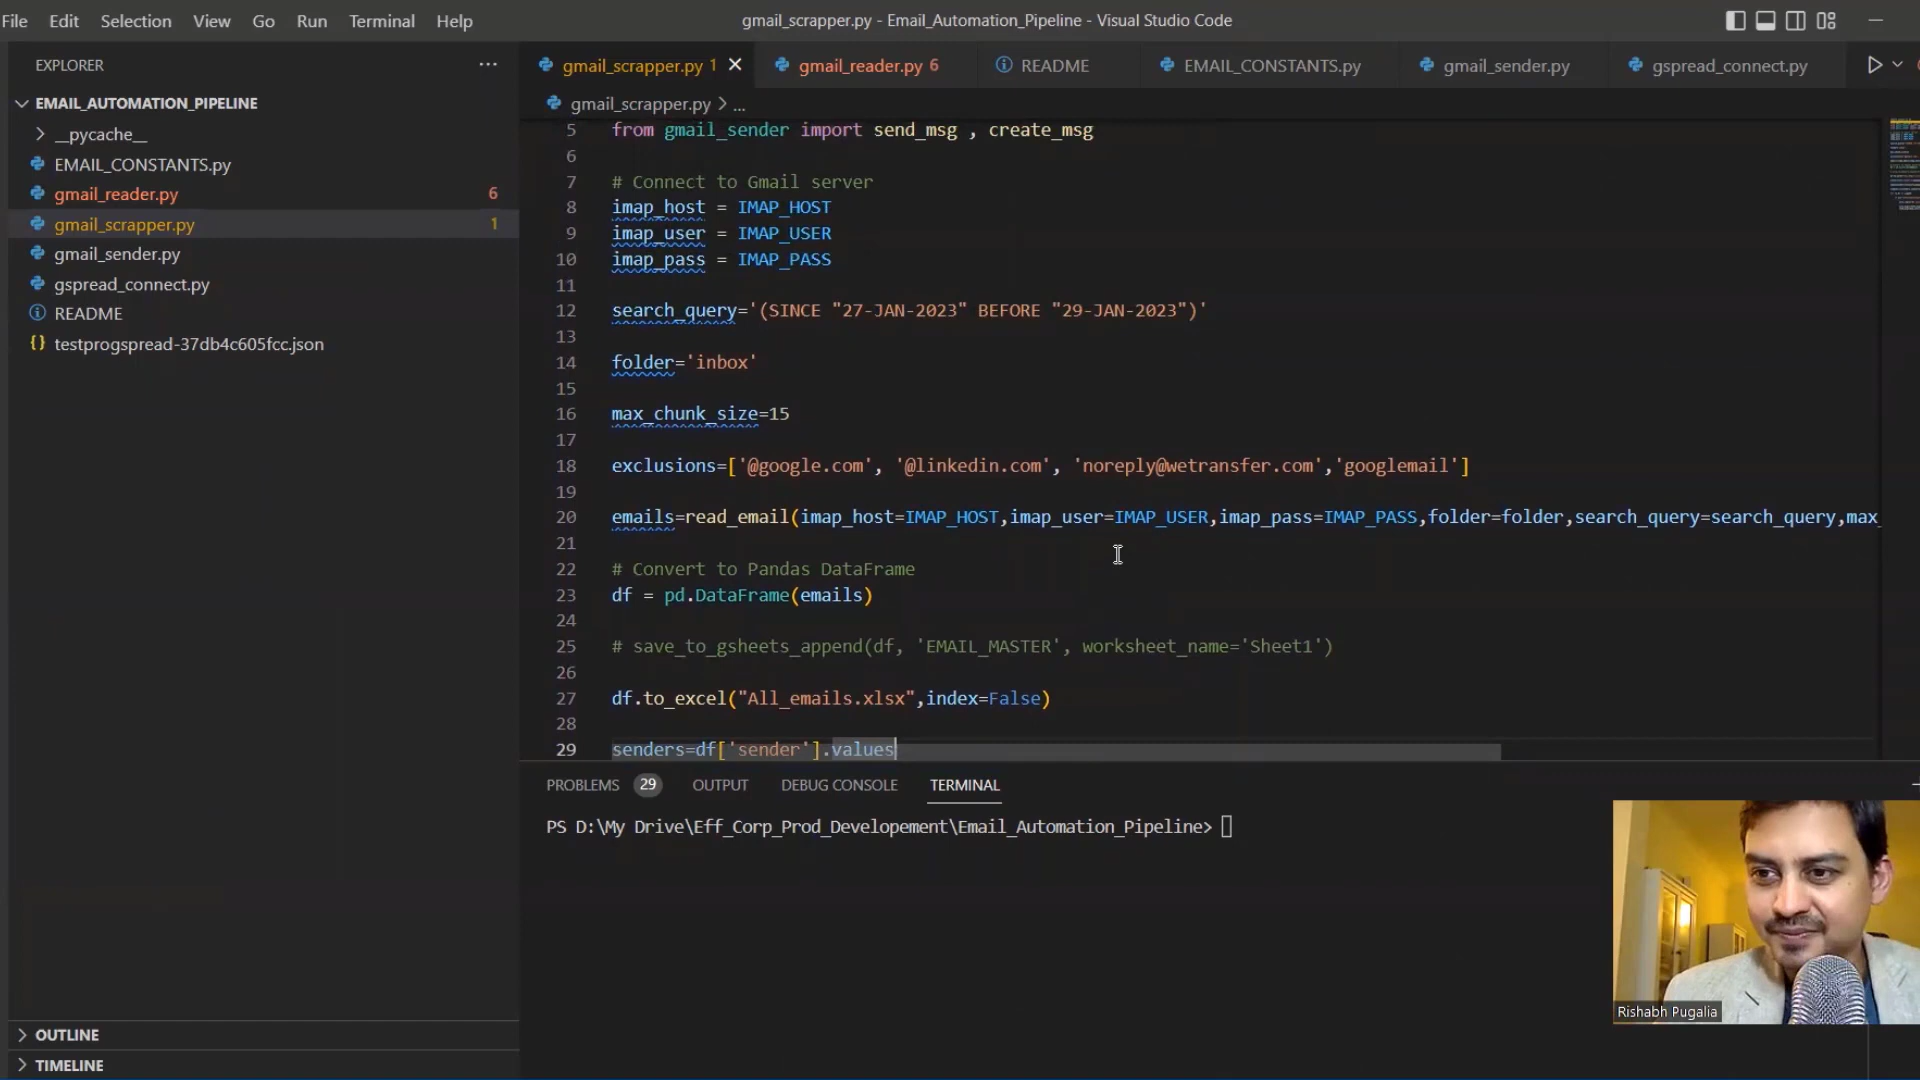 File Edit Selection View Go Run Terminal Help
gmail_scrapper.py - Email_Automation_Pipeline - Visual Studio Code
EXPLORER
EMAIL_AUTOMATION_PIPELINE
__pycache__
EMAIL_CONSTANTS.py
gmail_reader.py 6
gmail_scrapper.py 1
gmail_sender.py
gspread_connect.py
README
testprogspread-37db4c605fcc.json
OUTLINE
TIMELINE
gmail_scrapper.py 1 gmail_reader.py 6 README EMAIL_CONSTANTS.py gmail_sender.py gspread_connect.py
gmail_scrapper.py > ...
5 from gmail_sender import send_msg , create_msg
6
7 # Connect to Gmail server
8 imap_host = IMAP_HOST
9 imap_user = IMAP_USER
10 imap_pass = IMAP_PASS
11
12 search_query='(SINCE "27-JAN-2023" BEFORE "29-JAN-2023")'
13
14 folder='inbox'
15
16 max_chunk_size=15
17
18 exclusions=['@google.com', '@linkedin.com', 'noreply@wetransfer.com','googlemail']
19
20 emails=read_email(imap_host=IMAP_HOST,imap_user=IMAP_USER,imap_pass=IMAP_PASS,folder=folder,search_query=search_query,max_
21
22 # Convert to Pandas DataFrame
23 df = pd.DataFrame(emails)
24
25 # save_to_gsheets_append(df, 'EMAIL_MASTER', worksheet_name='Sheet1')
26
27 df.to_excel("All_emails.xlsx",index=False)
28
29 senders=df['sender'].values
PROBLEMS 29 OUTPUT DEBUG CONSOLE TERMINAL
PS D:\My Drive\Eff_Corp_Prod_Developement\Email_Automation_Pipeline>
Rishabh Pugalia